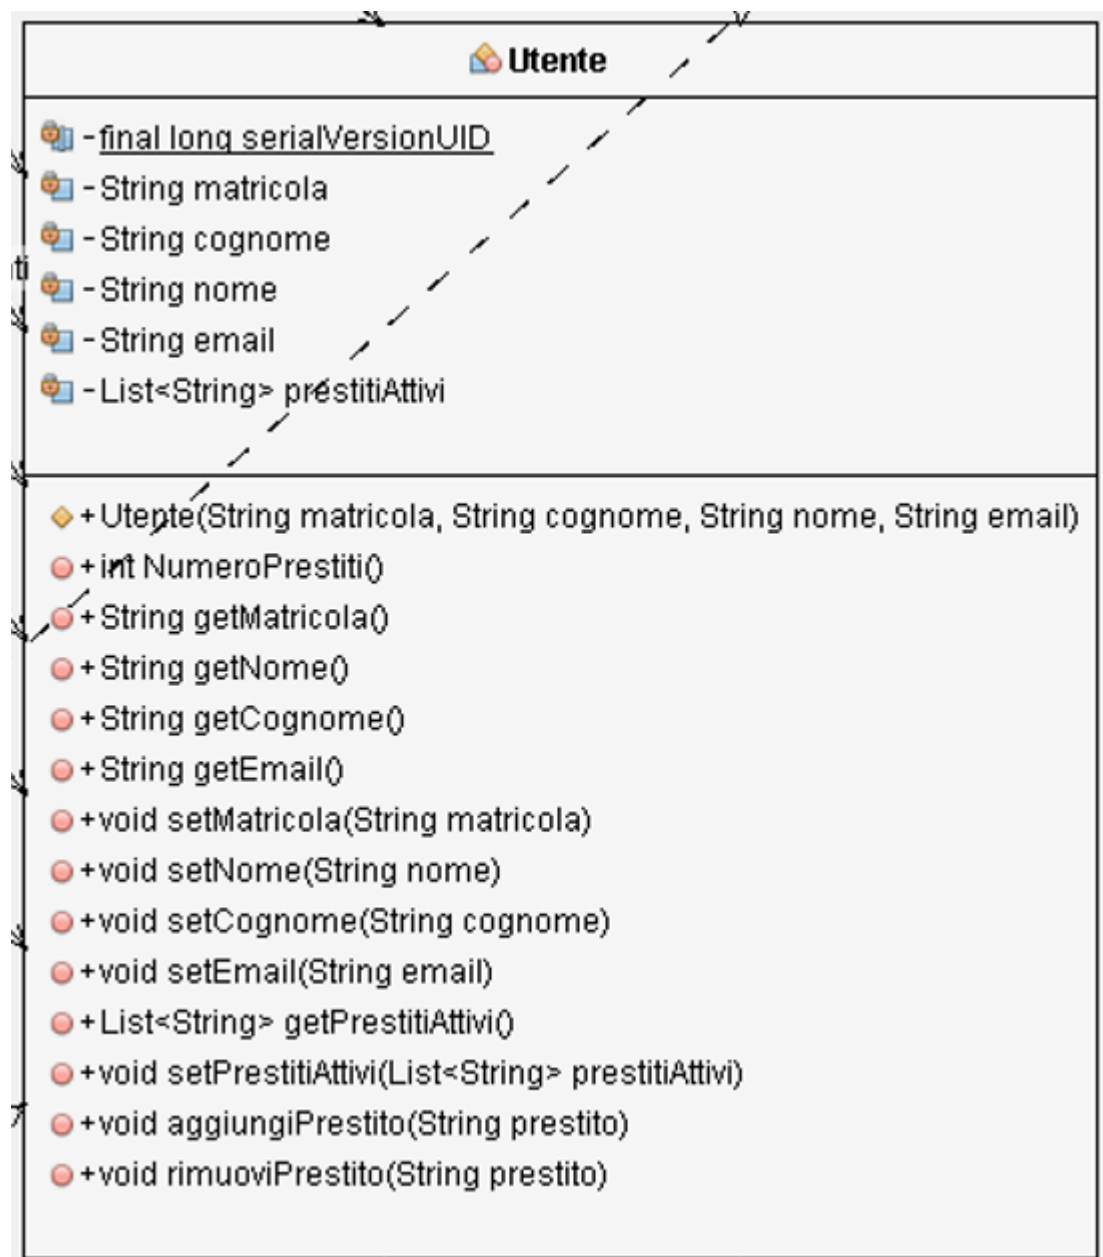 Utente
-final long serialVersionUID
-String matricola
-String cognome
ti
-String nome
-String email
-List<String> prestitiAttivi
+Utente(String matricola, String cognome, String nome, String email)
+int NumeroPrestiti()
+String getMatricola()
+String getNome()
+String getCognome()
+String getEmail()
+void setMatricola(String matricola)
+void setNome(String nome)
+void setCognome(String cognome)
+void setEmail(String email)
+List<String> getPrestitiAttivi()
+void setPrestitiAttivi(List<String> prestitiAttivi)
+void aggiungiPrestito(String prestito)
+void rimuoviPrestito(String prestito)